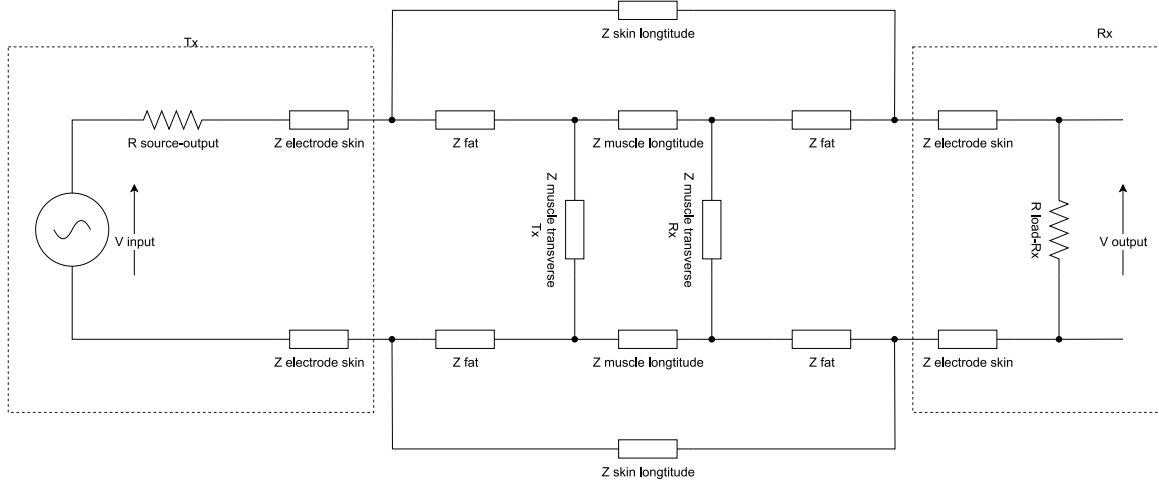 Z skin longtitude
Tx
Rx
R source-output
Z electrode skin
Z fat
Z muscle longtitude
Z fat
Z electrode skin
V input
Z muscle transverse
Tx
Z muscle transverse
Rx
R load-Rx
V output
Z electrode skin
Z fat
Z muscle longtitude
Z fat
Z electrode skin
Z skin longtitude